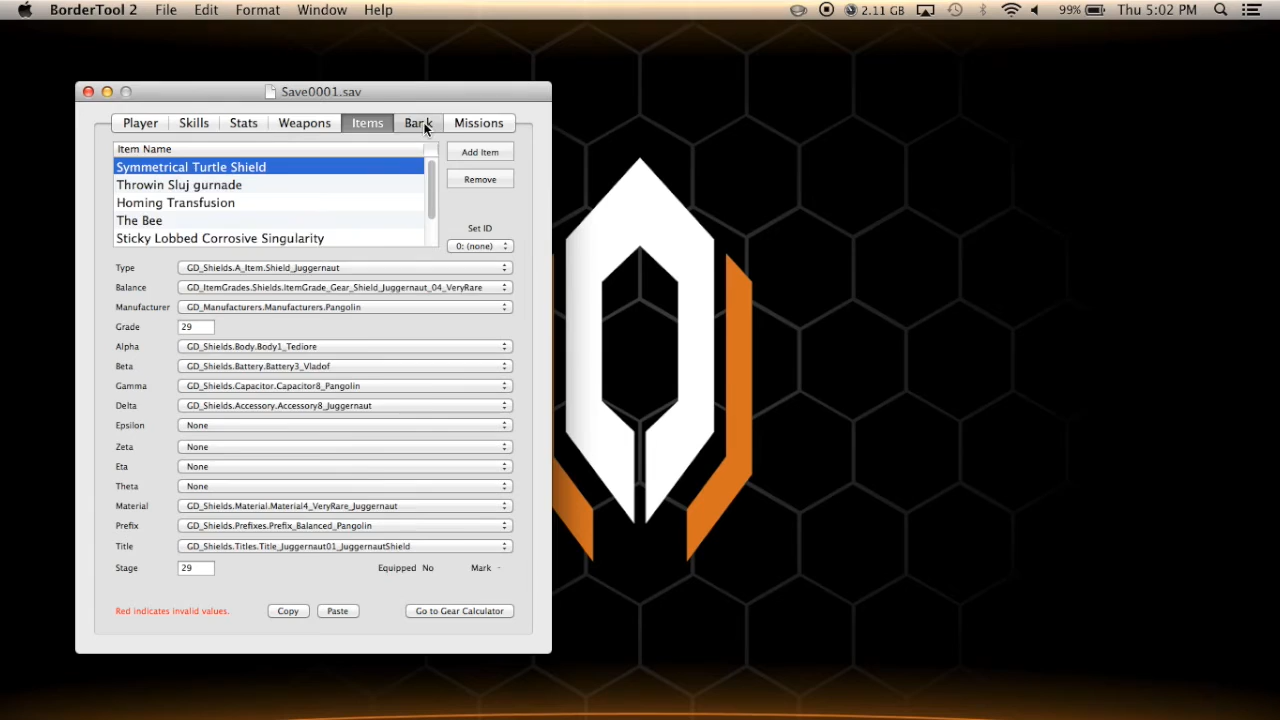 BorderTool 2 File Edit Format Window Help 2.11 GB 99% Thu 5:02 PM
Save0001.sav
Player Skills Stats Weapons Items Bank Missions
Item Name
Add Item
Symmetrical Turtle Shield
Remove
Throwin Sluj gurnade
Homing Transfusion
The Bee
Set ID
Sticky Lobbed Corrosive Singularity
0: (none)
Type GD_Shields.A_Item.Shield_Juggernaut
Balance GD_ItemGrades.Shields.ItemGrade_Gear_Shield_Juggernaut_04_VeryRare
Manufacturer GD_Manufacturers.Manufacturers.Pangolin
Grade 29
Alpha GD_Shields.Body.Body1_Tediore
Beta GD_Shields.Battery.Battery3_Vladof
Gamma GD_Shields.Capacitor.Capacitor8_Pangolin
Delta GD_Shields.Accessory.Accessory8_Juggernaut
Epsilon None
Zeta None
Eta None
Theta None
Material GD_Shields.Material.Material4_VeryRare_Juggernaut
Prefix GD_Shields.Prefixes.Prefix_Balanced_Pangolin
Title GD_Shields.Titles.Title_Juggernaut01_JuggernautShield
Stage 29 Equipped No Mark -
Red indicates invalid values. Copy Paste Go to Gear Calculator